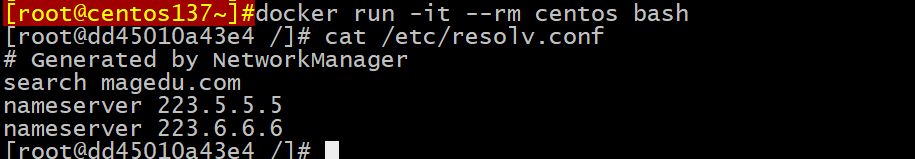 [root@centos137~]#docker run -it --rm centos bash
[root@dd45010a43e4 /]# cat /etc/resolv.conf
# Generated by NetworkManager
search magedu.com
nameserver 223.5.5.5
nameserver 223.6.6.6
[root@dd45010a43e4 /]#